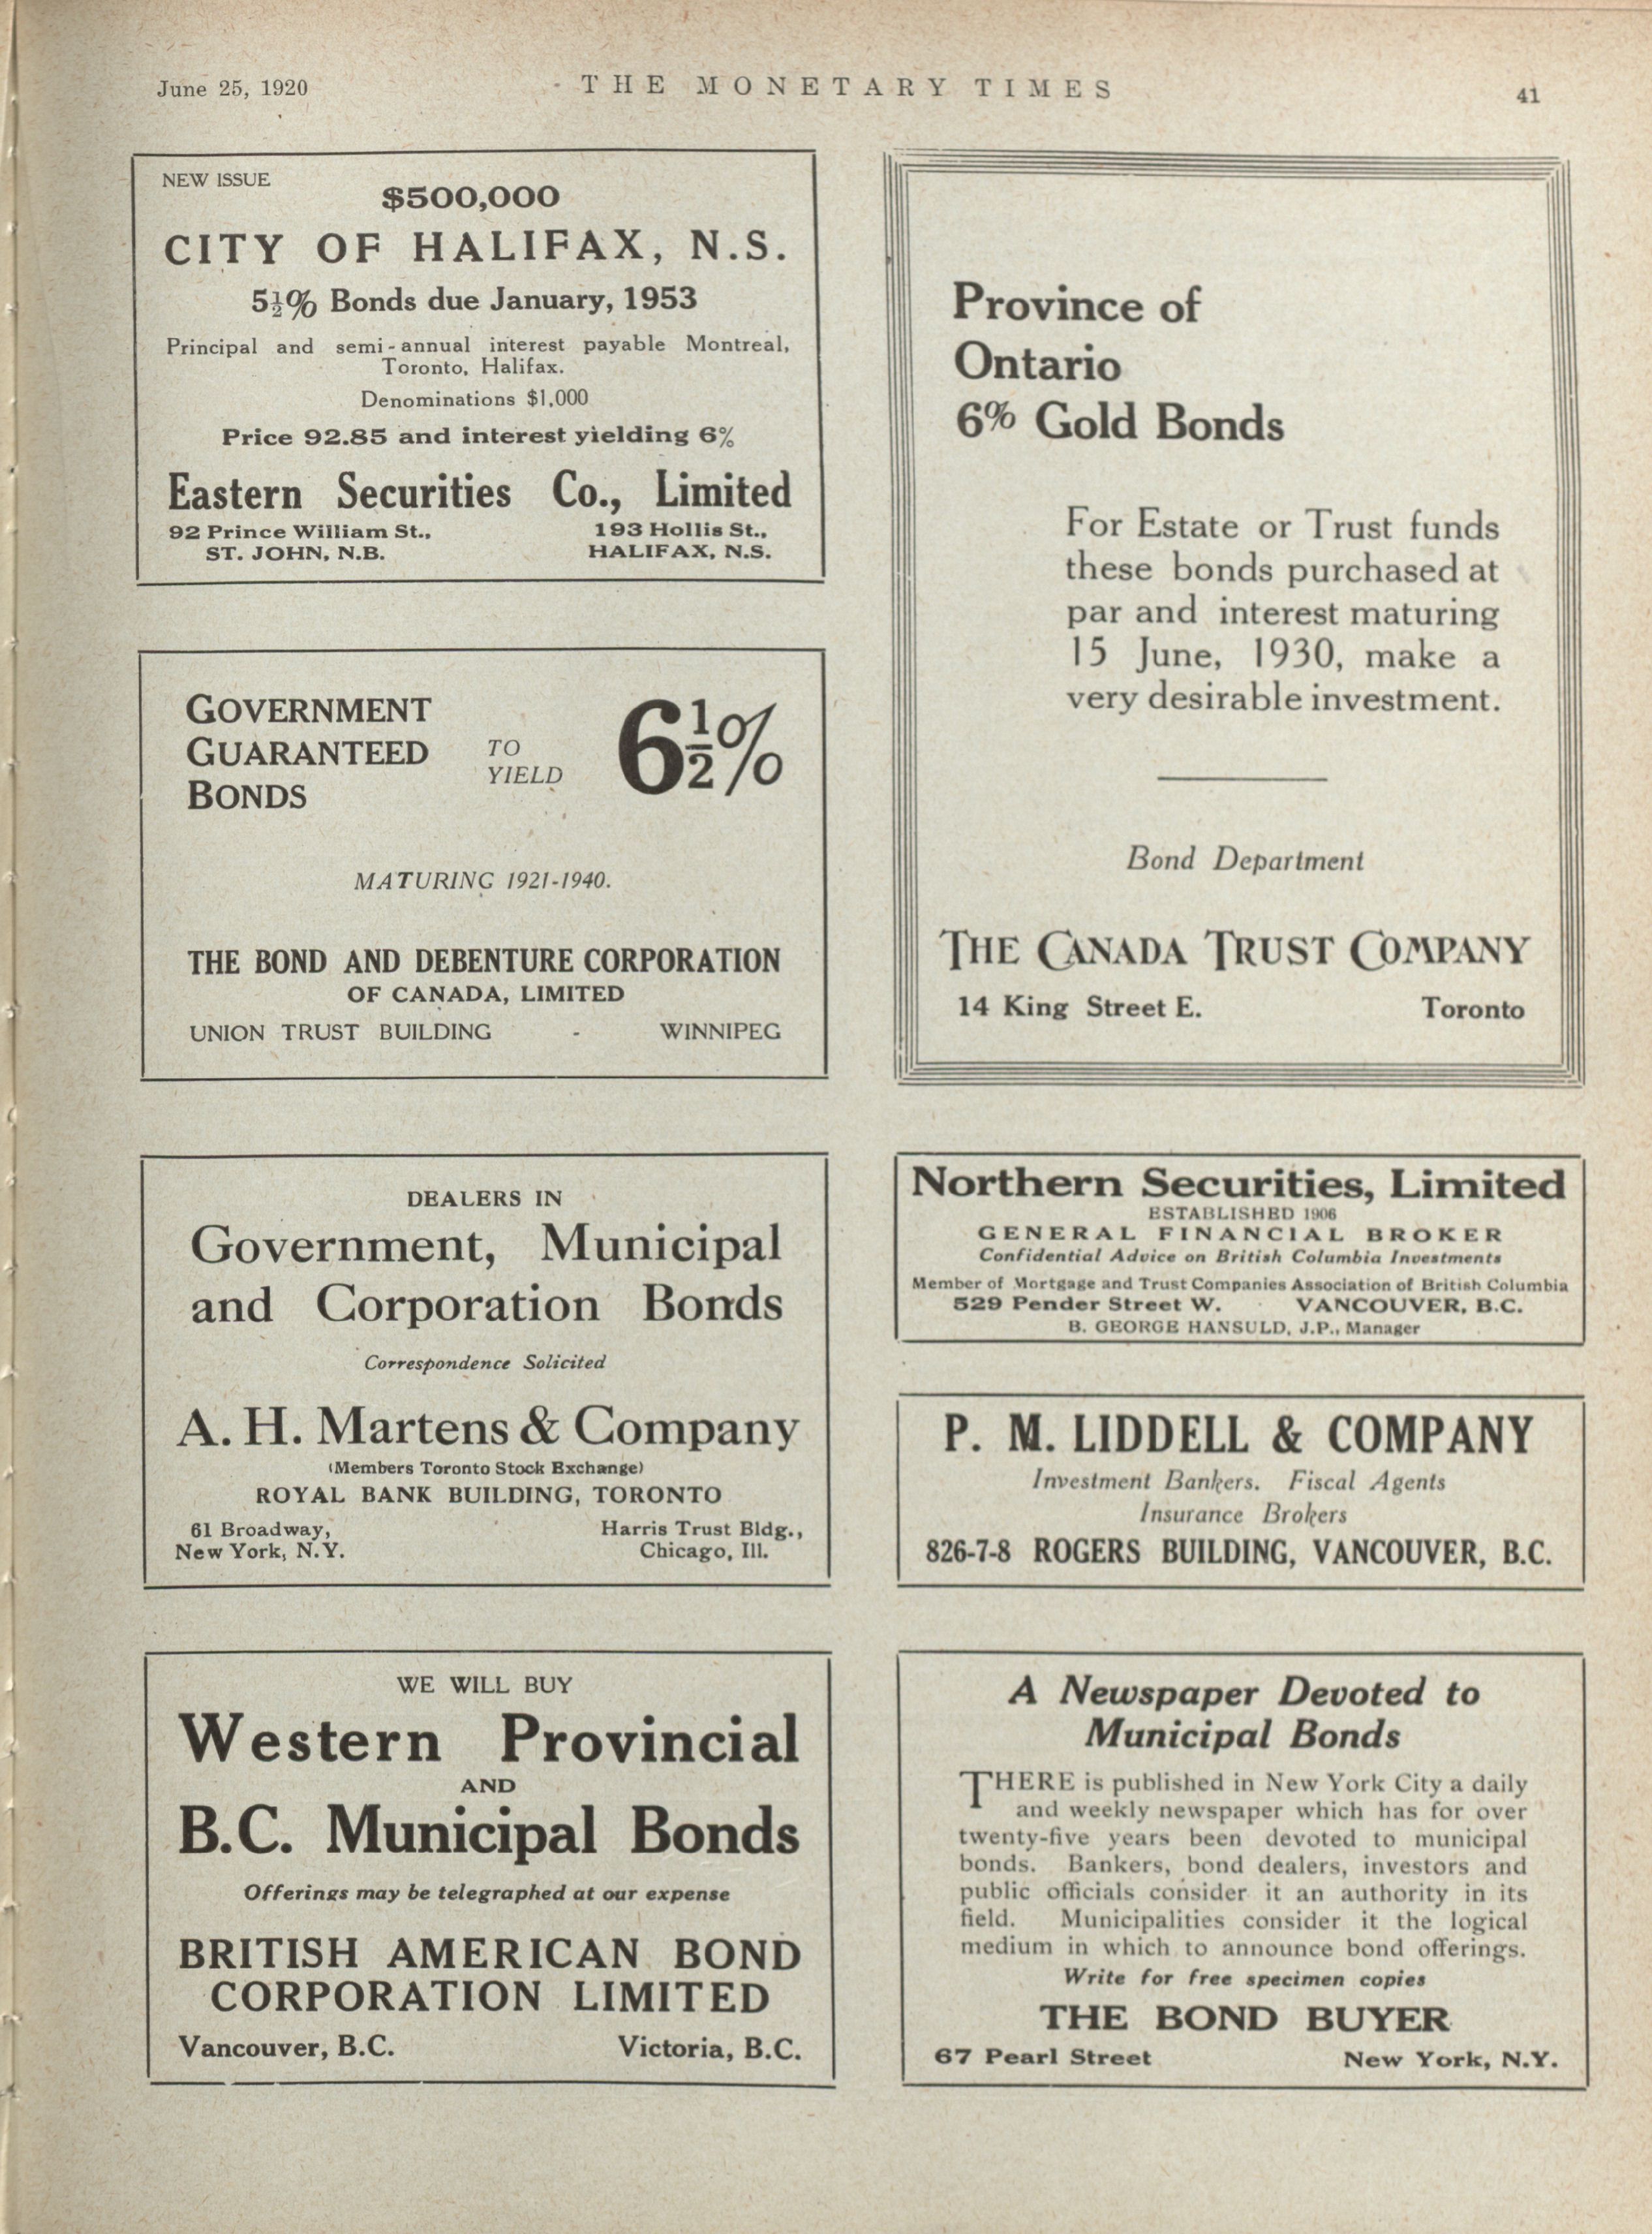 June 25, 1920
THE MONETARY TIMES
41
NEW ISSUE
$500,000
CITY OF HALIFAX, N.S.
5½% Bonds due January, 1953
Principal and semi-annual interest payable Montreal,
Toronto, Halifax.
Denominations $1,000
Price 92.85 and interest yielding 6%
Eastern Securities Co., Limited
92 Prince William St.,
ST. JOHN, N.B.
193 Hollis St.,
HALIFAX, N.S.
GOVERNMENT
GUARANTEED
BONDS
TO
YIELD
6½%
MATURING 1921-1940.
THE BOND AND DEBENTURE CORPORATION
OF CANADA, LIMITED
UNION TRUST BUILDING - WINNIPEG
DEALERS IN
Government, Municipal
and Corporation Bonds
Correspondence Solicited
A. H. Martens & Company
(Members Toronto Stock Exchange)
ROYAL BANK BUILDING, TORONTO
61 Broadway,
New York, N.Y.
Harris Trust Bldg.,
Chicago, Ill.
WE WILL BUY
Western Provincial
AND
B.C. Municipal Bonds
Offerings may be telegraphed at our expense
BRITISH AMERICAN BOND
CORPORATION LIMITED
Vancouver, B.C. Victoria, B.C.
Province of
Ontario
6% Gold Bonds
For Estate or Trust funds
these bonds purchased at
par and interest maturing
15 June, 1930, make a
very desirable investment.
Bond Department
THE CANADA TRUST COMPANY
14 King Street E. Toronto
Northern Securities, Limited
ESTABLISHED 1906
GENERAL FINANCIAL BROKER
Confidential Advice on British Columbia Investments
Member of Mortgage and Trust Companies Association of British Columbia
529 Pender Street W. VANCOUVER, B.C.
B. GEORGE HANSULD, J.P., Manager
P. M. LIDDELL & COMPANY
Investment Bankers. Fiscal Agents
Insurance Brokers
826-7-8 ROGERS BUILDING, VANCOUVER, B.C.
A Newspaper Devoted to
Municipal Bonds
THERE is published in New York City a daily
and weekly newspaper which has for over
twenty-five years been devoted to municipal
bonds. Bankers, bond dealers, investors and
public officials consider it an authority in its
field. Municipalities consider it the logical
medium in which to announce bond offerings.
Write for free specimen copies
THE BOND BUYER
67 Pearl Street New York, N.Y.